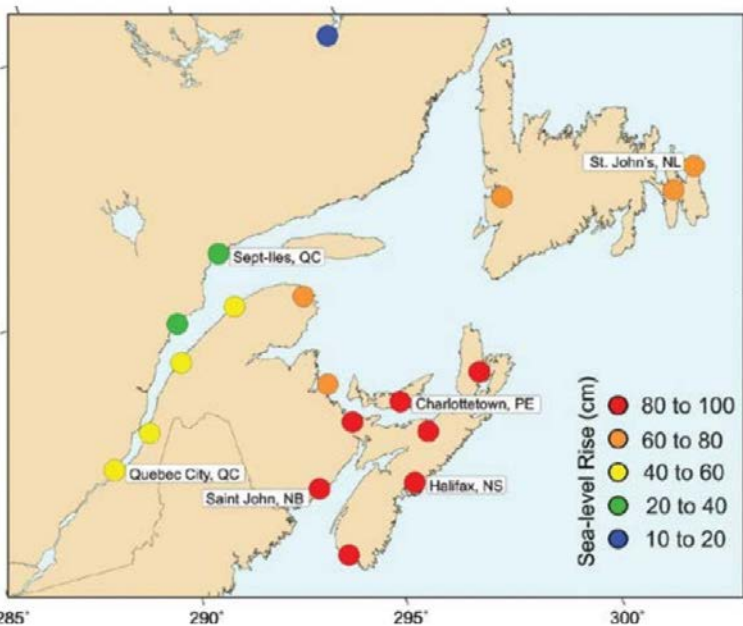 St. John's, NL
Sept-Iles, QC
Charlottetown, PE
Quebec City, QC
Saint John, NB
Halifax, NS
Sea-level Rise (cm)
80 to 100
60 to 80
40 to 60
20 to 40
10 to 20
285° 290° 295° 300°